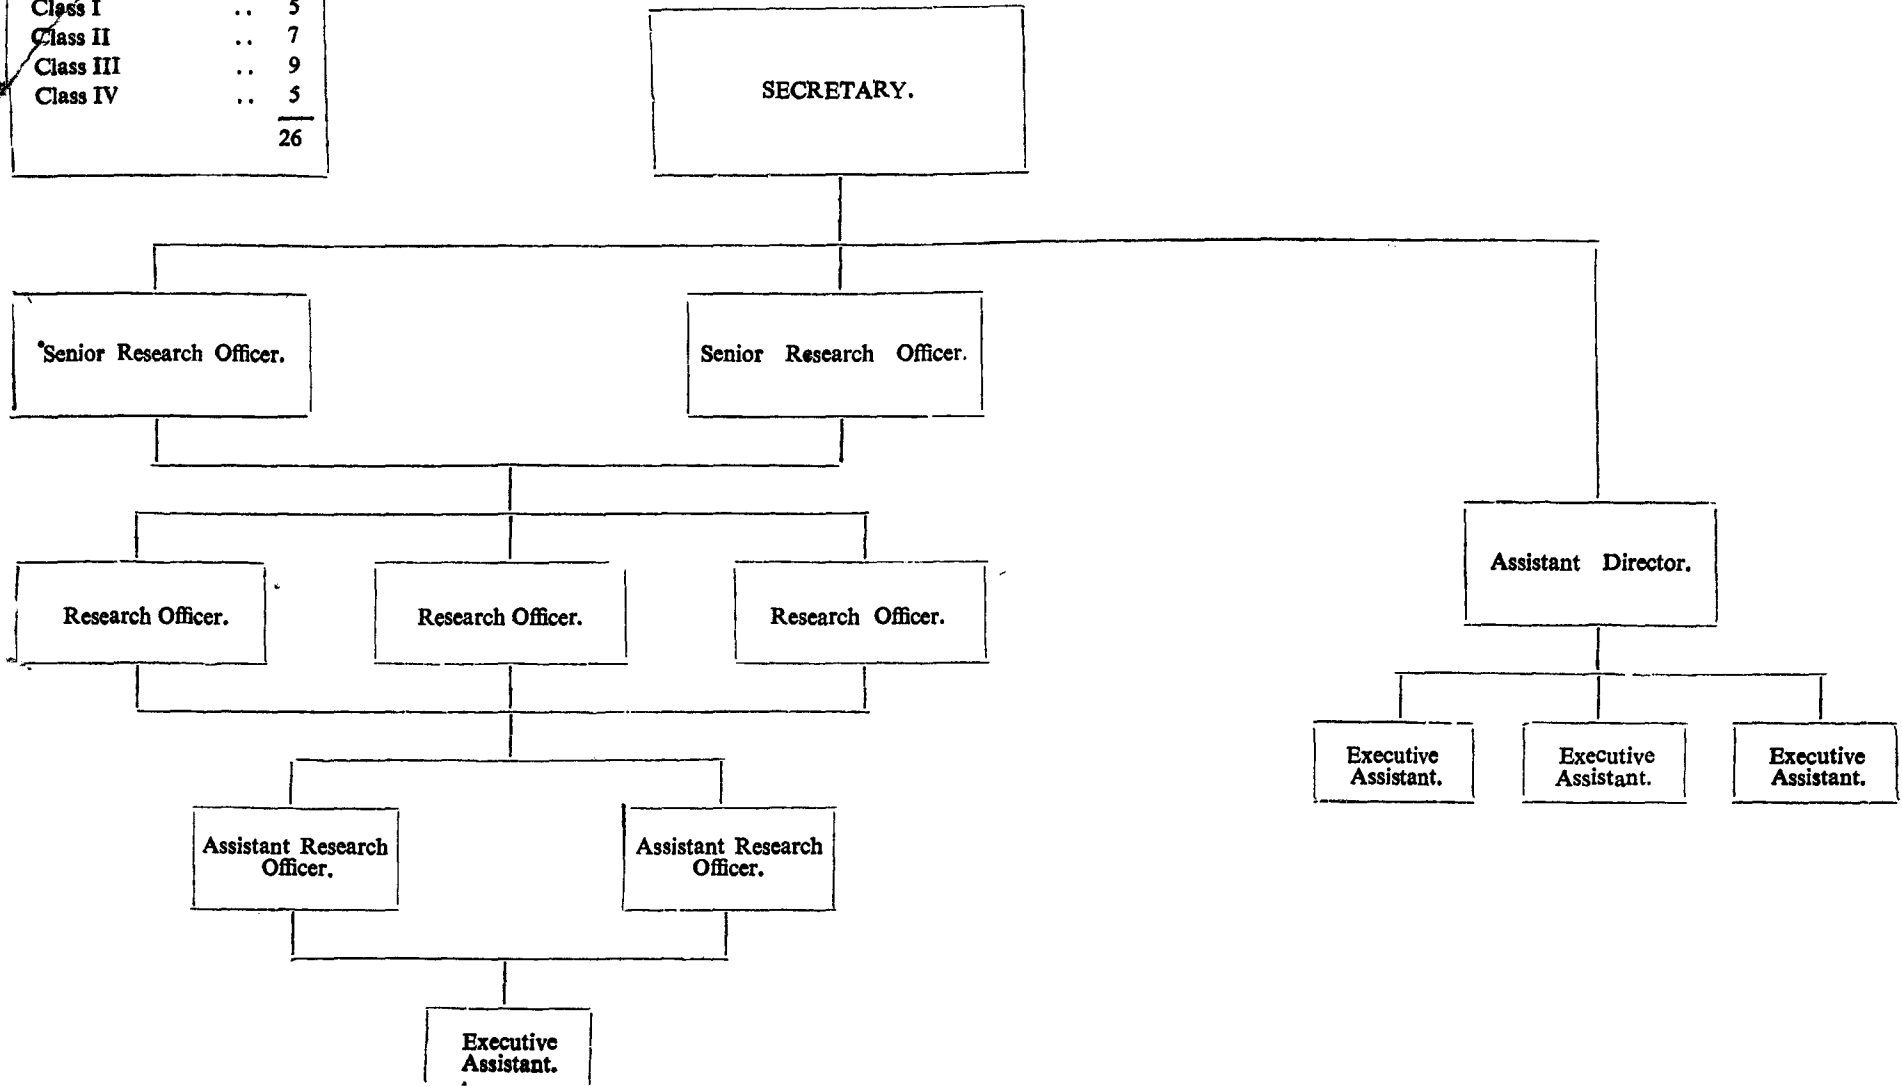 Class I .. 5
Class II .. 7
Class III .. 9
Class IV .. 5
26
SECRETARY.
Senior Research Officer.
Senior Research Officer.
Assistant Director.
Research Officer.
Research Officer.
Research Officer.
Executive
Assistant.
Executive
Assistant.
Executive
Assistant.
Assistant Research
Officer.
Assistant Research
Officer.
Executive
Assistant.